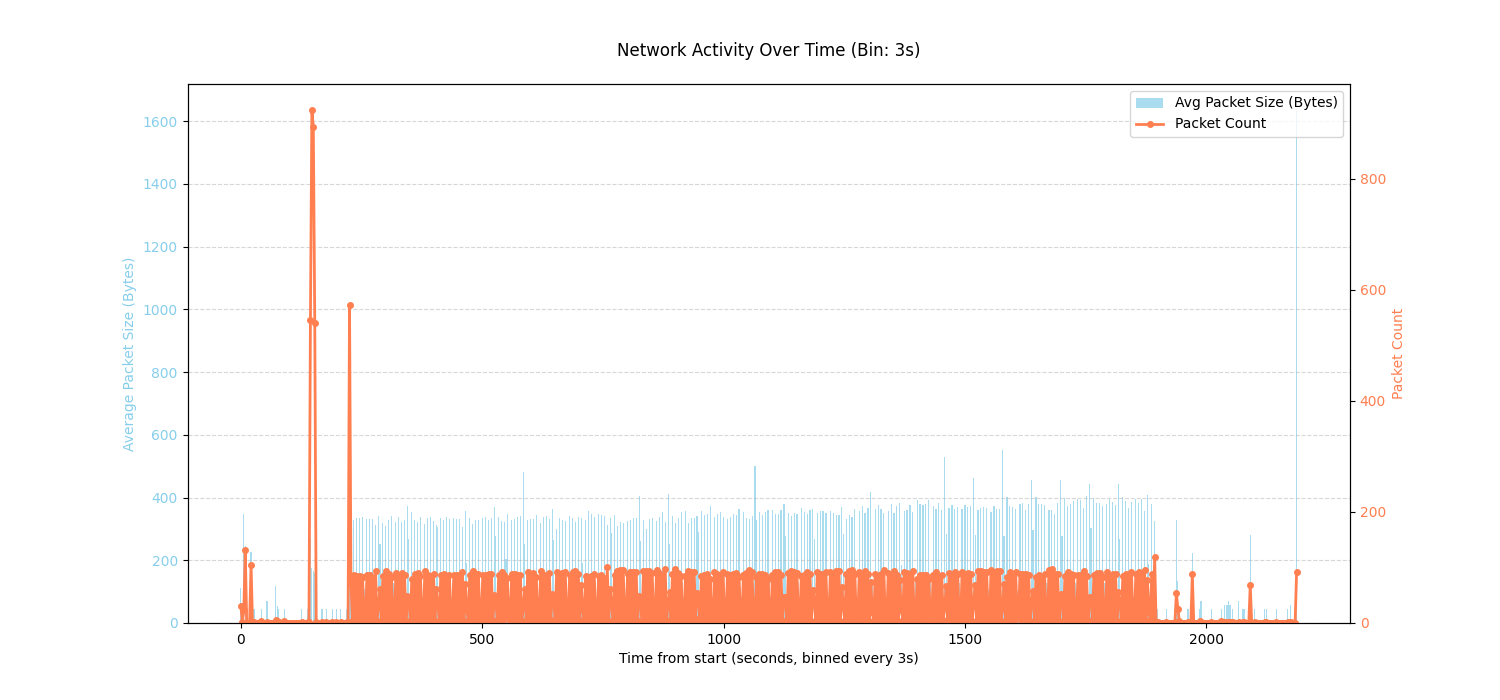 Network Activity Over Time (Bin: 3s)
Avg Packet Size (Bytes)
Packet Count
1600
1400
1200
1000
800
600
400
200
0
Average Packet Size (Bytes)
800
600
400
200
0
Packet Count
0 500 1000 1500 2000
Time from start (seconds, binned every 3s)